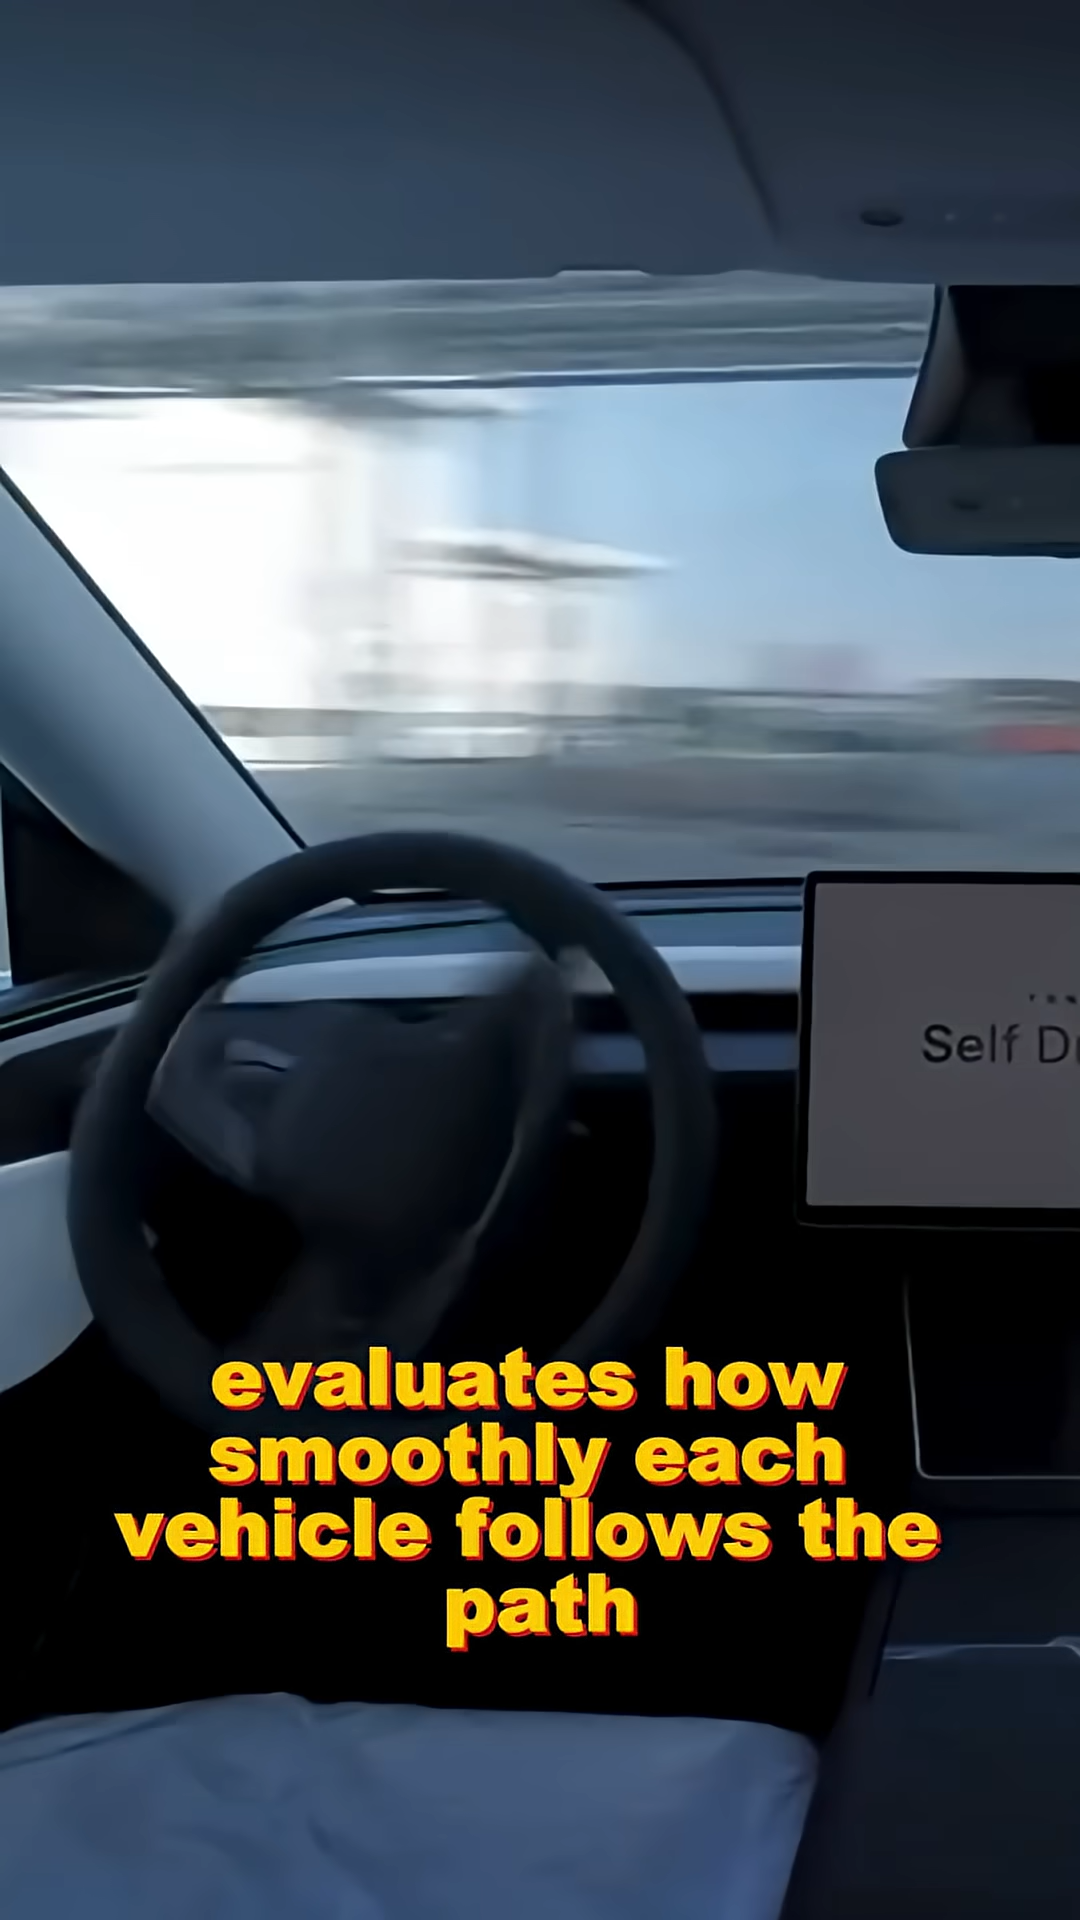 Self
evaluates how
smoothly each
vehicle follows the
path